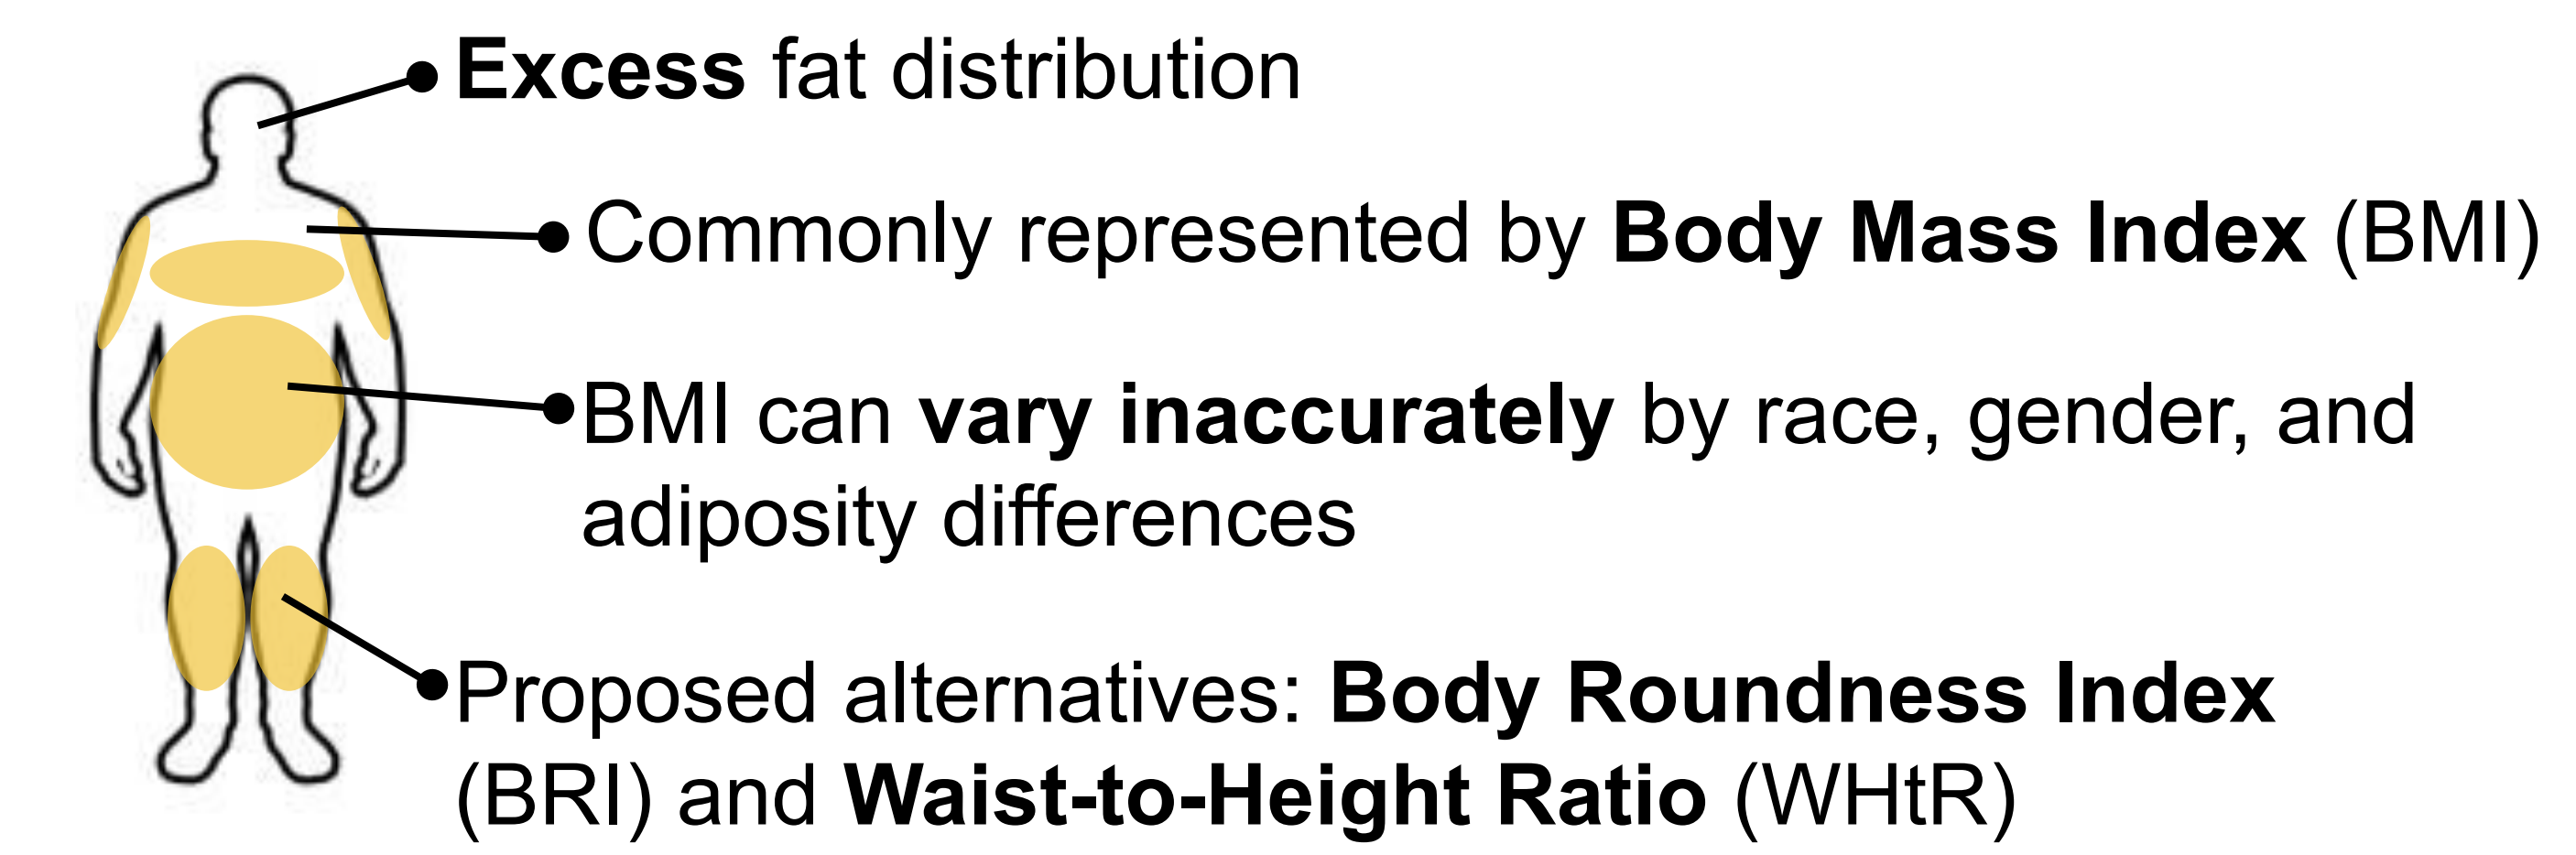 Excess fat distribution
Commonly represented by Body Mass Index (BMI)
BMI can vary inaccurately by race, gender, and
adiposity differences
Proposed alternatives: Body Roundness Index
(BRI) and Waist-to-Height Ratio (WHtR)